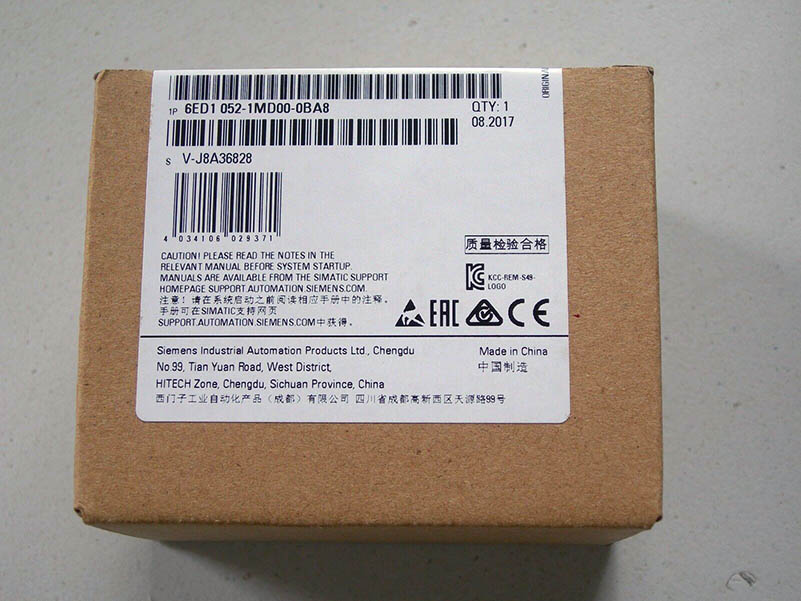 ORIGINA
1P 6ED1 052-1MD00-0BA8
QTY: 1
08.2017
S V-J8A36828
4 034106 029371
质量检验合格
KCC-REM-S49-
LOGO
CAUTION! PLEASE READ THE NOTES IN THE
RELEVANT MANUAL BEFORE SYSTEM STARTUP.
MANUALS ARE AVAILABLE FROM THE SIMATIC SUPPORT
HOMEPAGE SUPPORT.AUTOMATION.SIEMENS.COM
注意! 请在系统启动之前阅读相应手册中的注释。
手册可在SIMATIC支持网页
SUPPORT.AUTOMATION.SIEMENS.COM中获得。
EAC CE
Siemens Industrial Automation Products Ltd., Chengdu
Made in China
No.99, Tian Yuan Road, West District,
中国制造
HITECH Zone, Chengdu, Sichuan Province, China
西门子工业自动化产品（成都）有限公司 四川省成都高新西区天源路99号